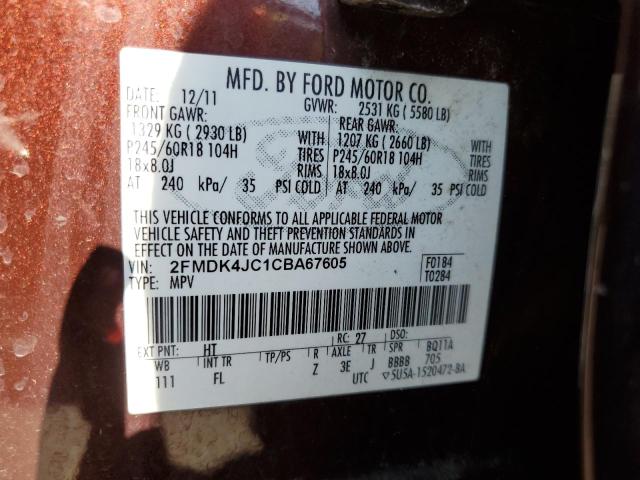 MFD. BY FORD MOTOR CO.
DATE: 12/11 GVWR: 2531 KG ( 5580 LB)
FRONT GAWR: REAR GAWR:
1329 KG ( 2930 LB) WITH 1207 KG ( 2660 LB) WITH
P245/60R18 104H TIRES P245/60R18 104H TIRES
18x8.0J RIMS 18x8.0J RIMS
AT 240 kPa/ 35 PSI COLD AT 240 kPa/ 35 PSI COLD
THIS VEHICLE CONFORMS TO ALL APPLICABLE FEDERAL MOTOR
VEHICLE SAFETY AND THEFT PREVENTION STANDARDS IN
EFFECT ON THE DATE OF MANUFACTURE SHOWN ABOVE.
VIN: 2FMDK4JC1CBA67605 F0184
TYPE: MPV T0284
EXT PNT: HT RC: 27 DSO:
WB INT TR TP/PS R AXLE TR SPR BQ11A
111 FL Z 3E J BBBB 705
UTC ▽5U5A-1520472-BA
Ford